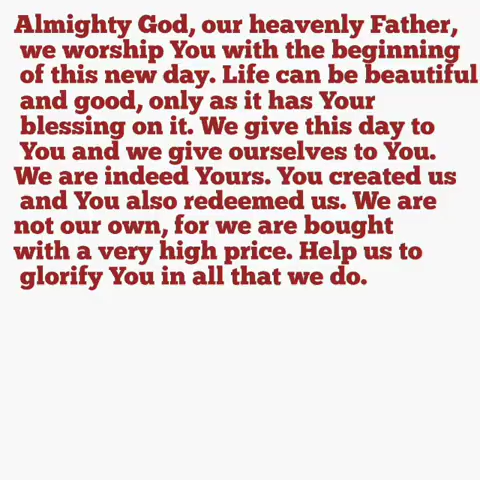 Almighty God, our heavenly Father,
we worship You with the beginning
of this new day. Life can be beautiful
and good, only as it has Your
blessing on it. We give this day to
You and we give ourselves to You.
We are indeed Yours. You created us
and You also redeemed us. We are
not our own, for we are bought
with a very high price. Help us to
glorify You in all that we do.